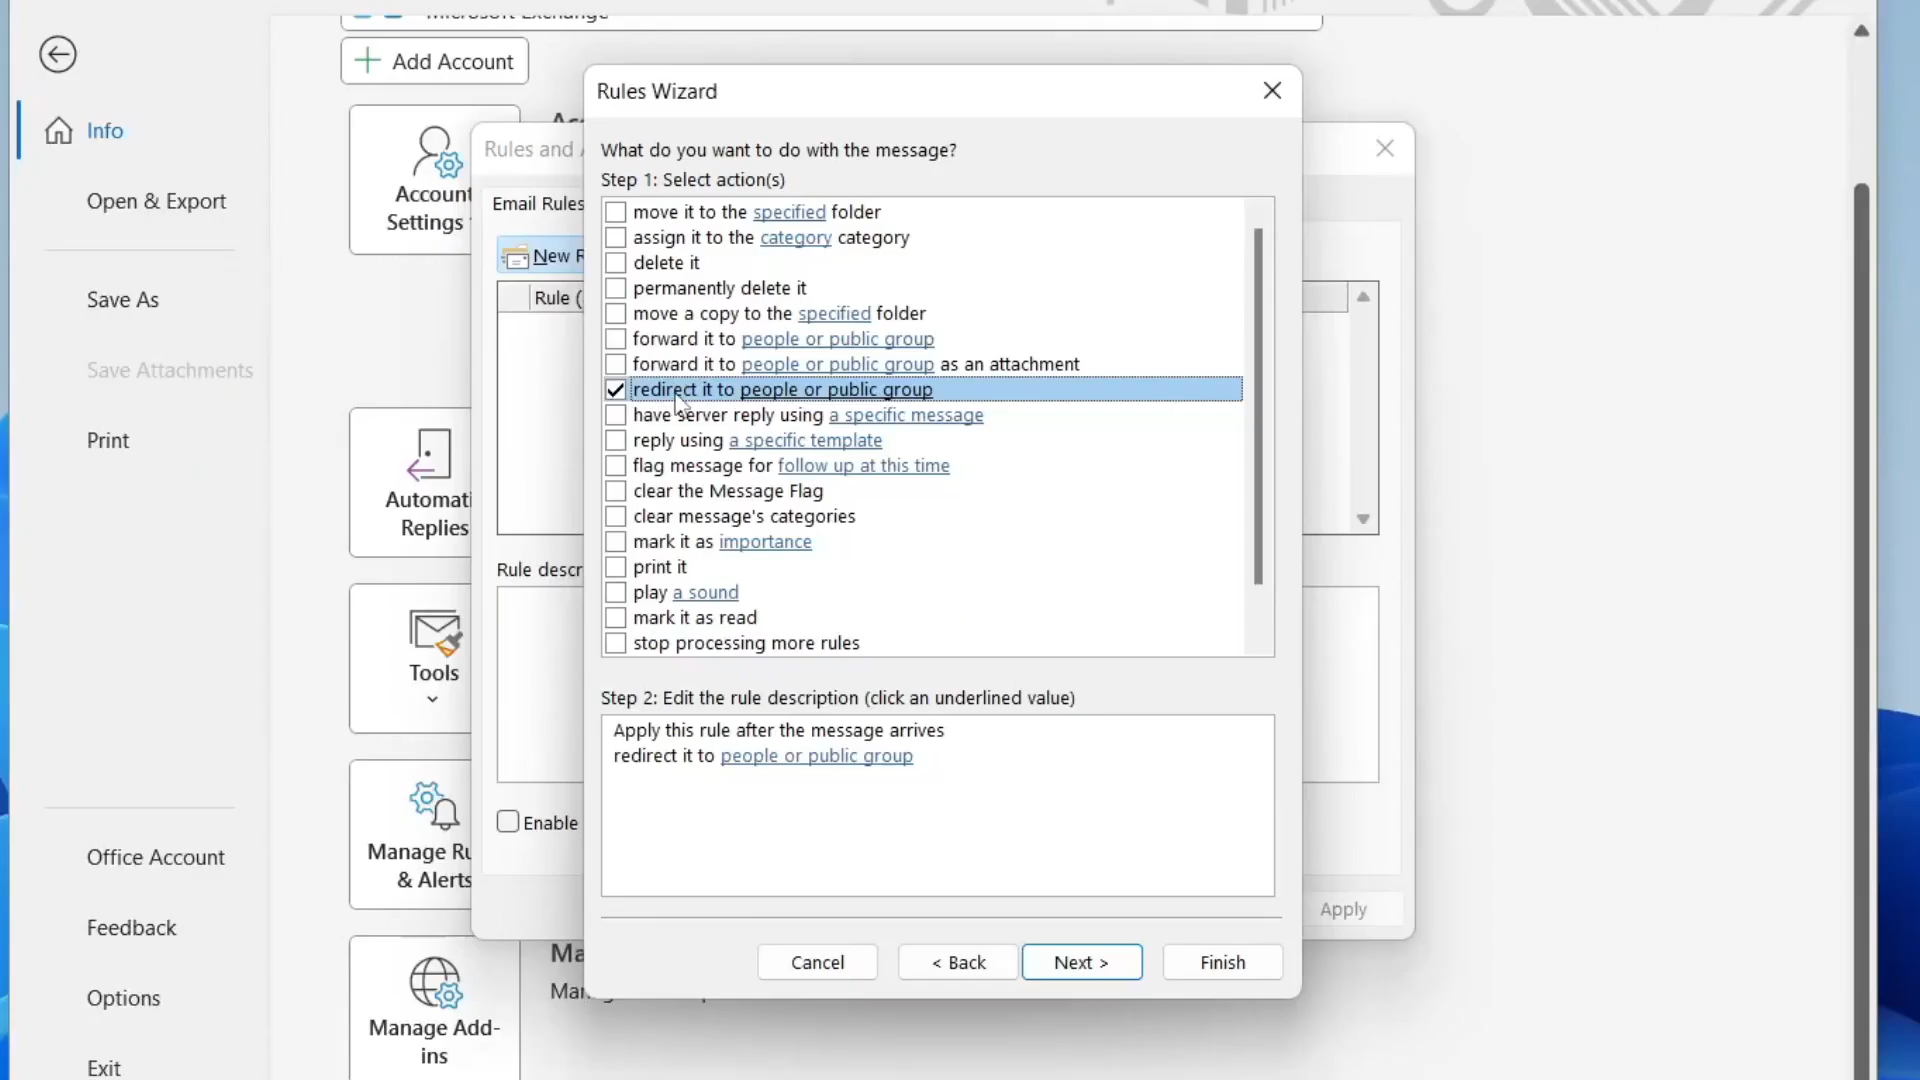 Microsoft Exchange
Add Account
Info
Open & Export
Save As
Save Attachments
Print
Office Account
Feedback
Options
Exit
Account
Settings
Automati
Replies
Tools
Manage Ru
& Alerts
Manage Add-
ins
Rules and
Email Rules
New R
Rule (
Rule descr
Enable
Apply
Ma
Rules Wizard
What do you want to do with the message?
Step 1: Select action(s)
move it to the specified folder
assign it to the category category
delete it
permanently delete it
move a copy to the specified folder
forward it to people or public group
forward it to people or public group as an attachment
redirect it to people or public group
have server reply using a specific message
reply using a specific template
flag message for follow up at this time
clear the Message Flag
clear message's categories
mark it as importance
print it
play a sound
mark it as read
stop processing more rules
Step 2: Edit the rule description (click an underlined value)
Apply this rule after the message arrives
redirect it to people or public group
Cancel
< Back
Next >
Finish